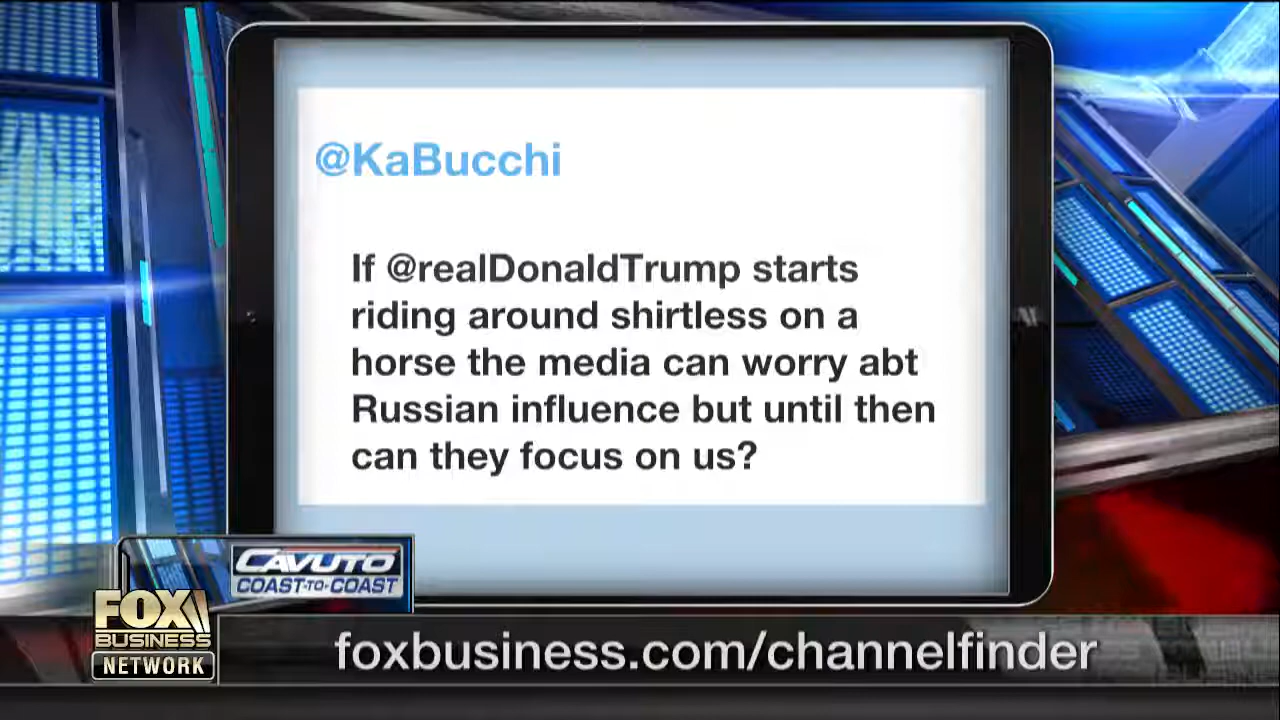 @KaBucchi
If @realDonaldTrump starts
riding around shirtless on a
horse the media can worry abt
Russian influence but until then
can they focus on us?
CAVUTO
COAST-TO-COAST
FOX
BUSINESS
NETWORK
foxbusiness.com/channelfinder